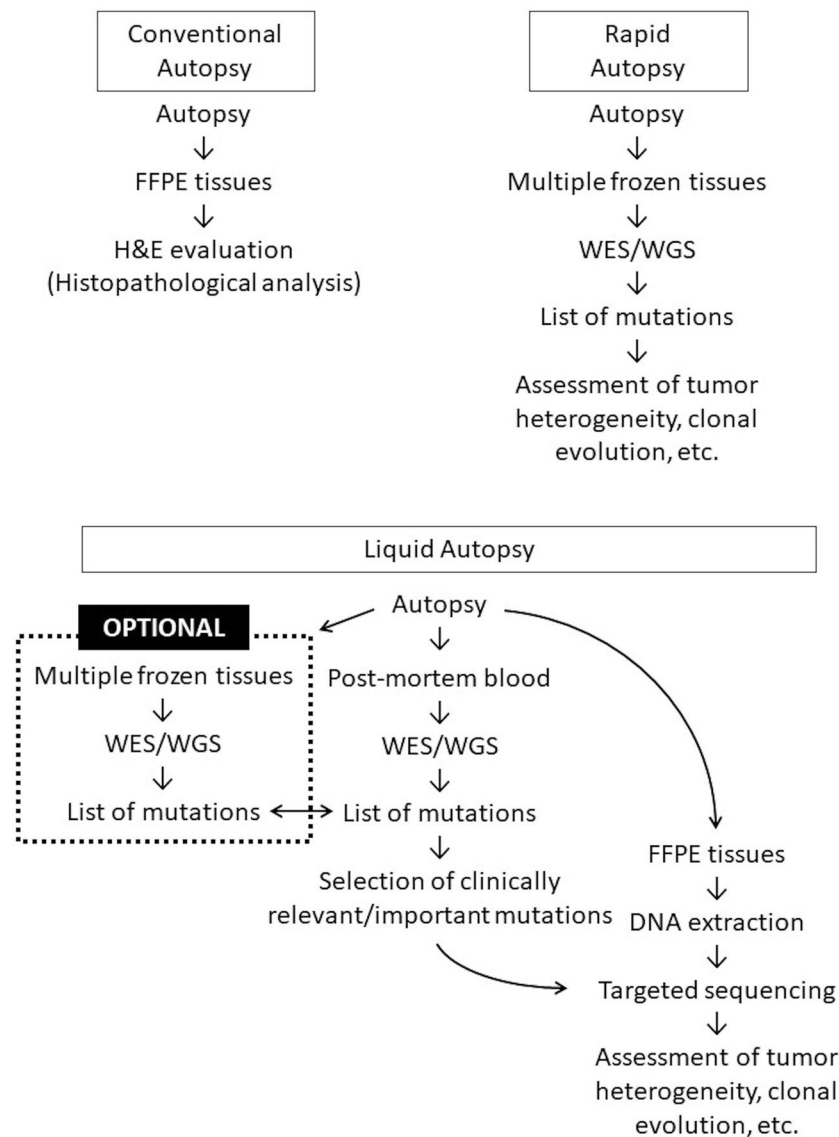 Conventional
Autopsy
Autopsy
FFPE tissues
H&E evaluation
(Histopathological analysis)
Rapid
Autopsy
Autopsy
Multiple frozen tissues
WES/WGS
List of mutations
Assessment of tumor
heterogeneity, clonal
evolution, etc.
Liquid Autopsy
Autopsy
OPTIONAL
Multiple frozen tissues
WES/WGS
List of mutations
Post-mortem blood
WES/WGS
List of mutations
Selection of clinically
relevant/important mutations
FFPE tissues
DNA extraction
Targeted sequencing
Assessment of tumor
heterogeneity, clonal
evolution, etc.